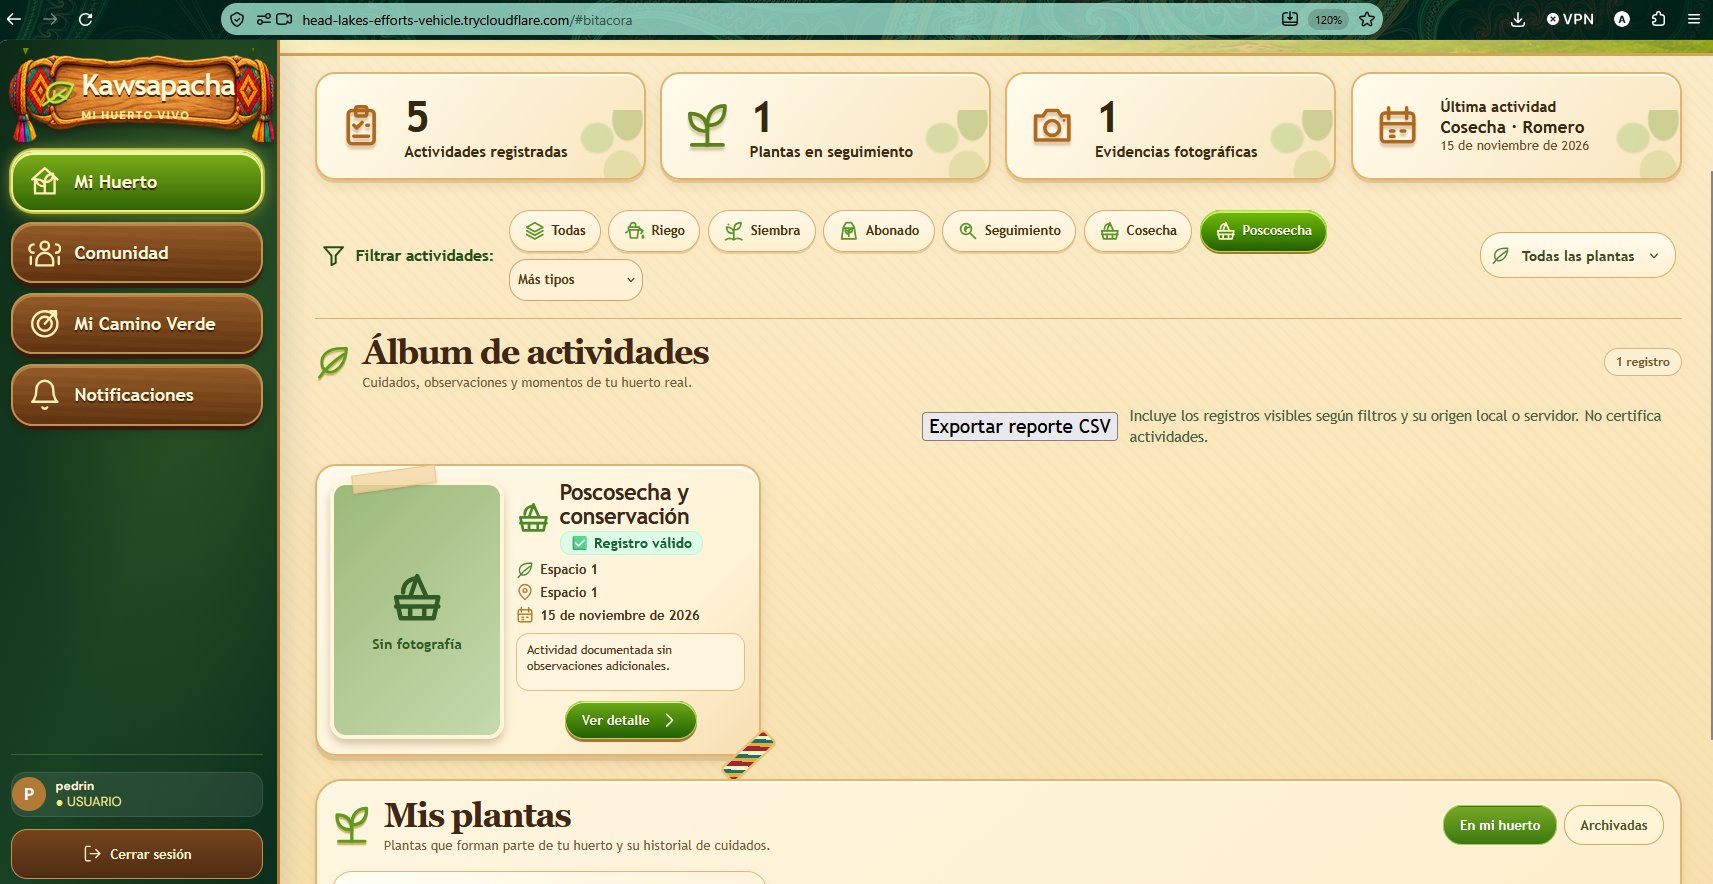 head-lakes-efforts-vehicle.trycloudflare.com/#bitacora
120%
VPN
A
Kawsapacha
MI HUERTO VIVO
Mi Huerto
Comunidad
Mi Camino Verde
Notificaciones
P
pedrin
● USUARIO
Cerrar sesión
5
Actividades registradas
1
Plantas en seguimiento
1
Evidencias fotográficas
Última actividad
Cosecha · Romero
15 de noviembre de 2026
Filtrar actividades:
Todas
Riego
Siembra
Abonado
Seguimiento
Cosecha
Poscosecha
Más tipos
Todas las plantas
Álbum de actividades
Cuidados, observaciones y momentos de tu huerto real.
1 registro
Exportar reporte CSV
Incluye los registros visibles según filtros y su origen local o servidor. No certifica
actividades.
Sin fotografía
Poscosecha y
conservación
✅ Registro válido
Espacio 1
Espacio 1
15 de noviembre de 2026
Actividad documentada sin
observaciones adicionales.
Ver detalle
Mis plantas
Plantas que forman parte de tu huerto y su historial de cuidados.
En mi huerto
Archivadas